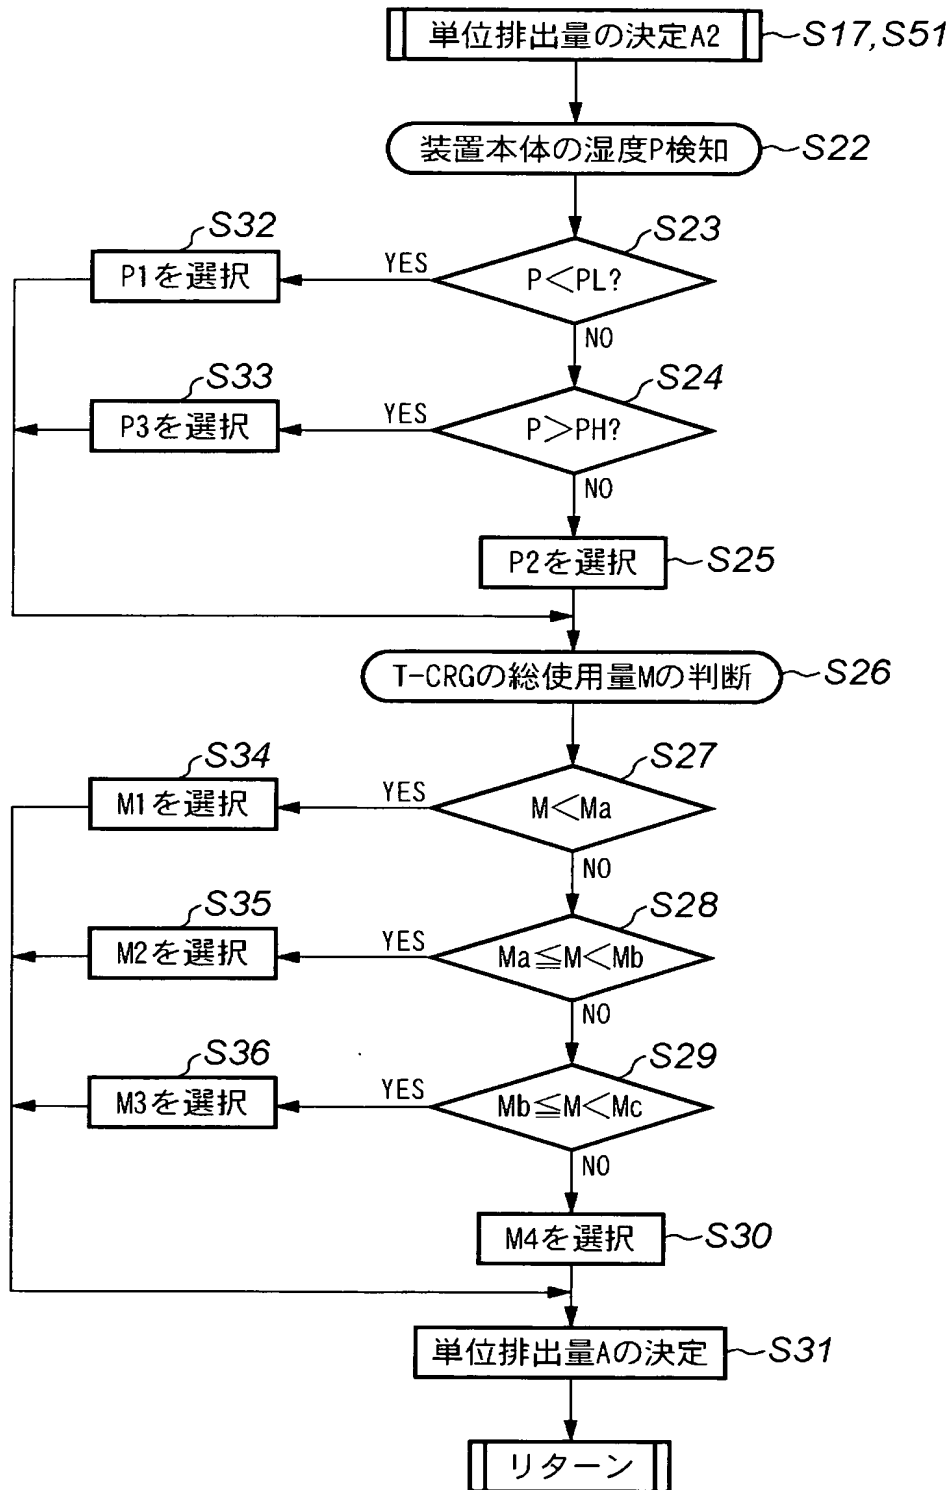 単位排出量の決定A2
S17,S51
装置本体の湿度P検知
S22
S32
P1を選択
YES
P<PL?
S23
NO
S33
P3を選択
YES
P>PH?
S24
NO
P2を選択
S25
T-CRGの総使用量Mの判断
S26
S34
M1を選択
YES
M<Ma
S27
NO
S35
M2を選択
YES
Ma≦M<Mb
S28
NO
S36
M3を選択
YES
Mb≦M<Mc
S29
NO
M4を選択
S30
単位排出量Aの決定
S31
リターン